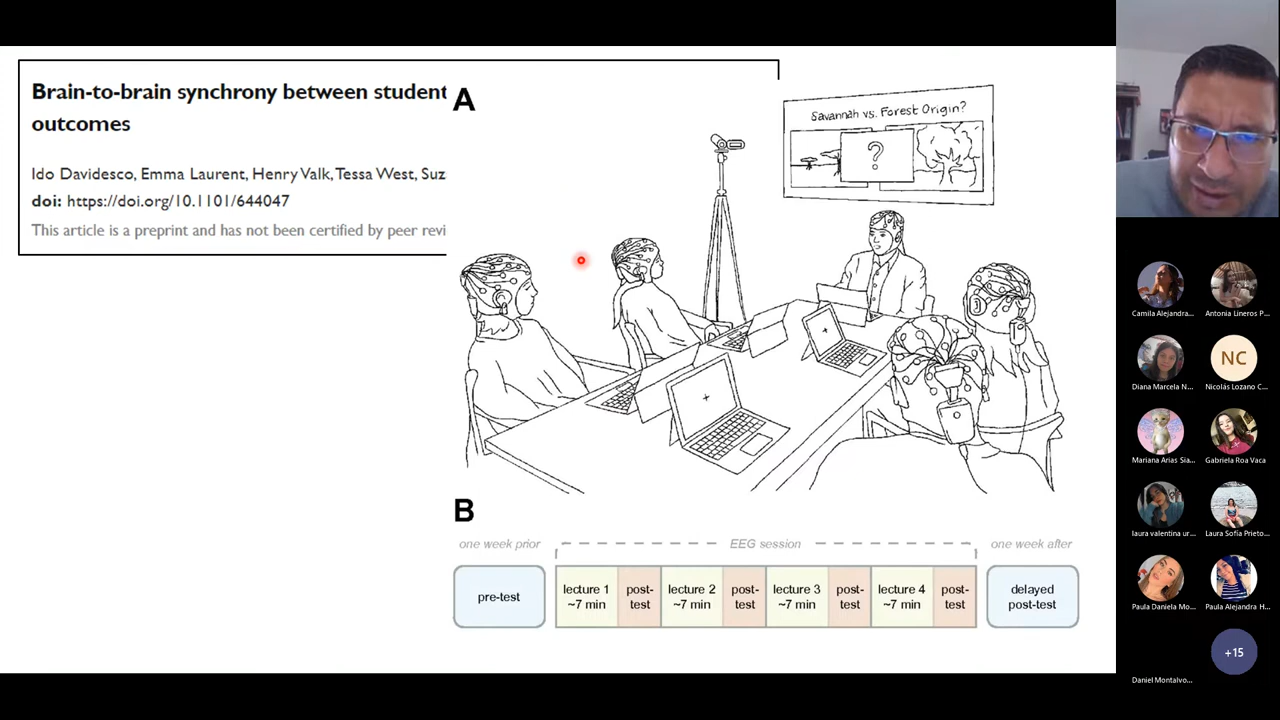 Brain-to-brain synchrony between student
outcomes
Ido Davidesco, Emma Laurent, Henry Valk, Tessa West, Suz
doi: https://doi.org/10.1101/644047
This article is a preprint and has not been certified by peer revi
A
Savannah vs. Forest Origin?
?
B
one week prior
EEG session
one week after
pre-test
lecture 1
~7 min
post-
test
lecture 2
~7 min
post-
test
lecture 3
~7 min
post-
test
lecture 4
~7 min
post-
test
delayed
post-test
Camila Alejandra...
Antonia Lineros P...
Diana Marcela N...
NC
Nicolás Lozano C...
Mariana Arias Sia...
Gabriela Roa Vaca
laura valentina ur...
Laura Sofía Prieto...
Paula Daniela Mo...
Paula Alejandra H...
+15
Daniel Montalvo...